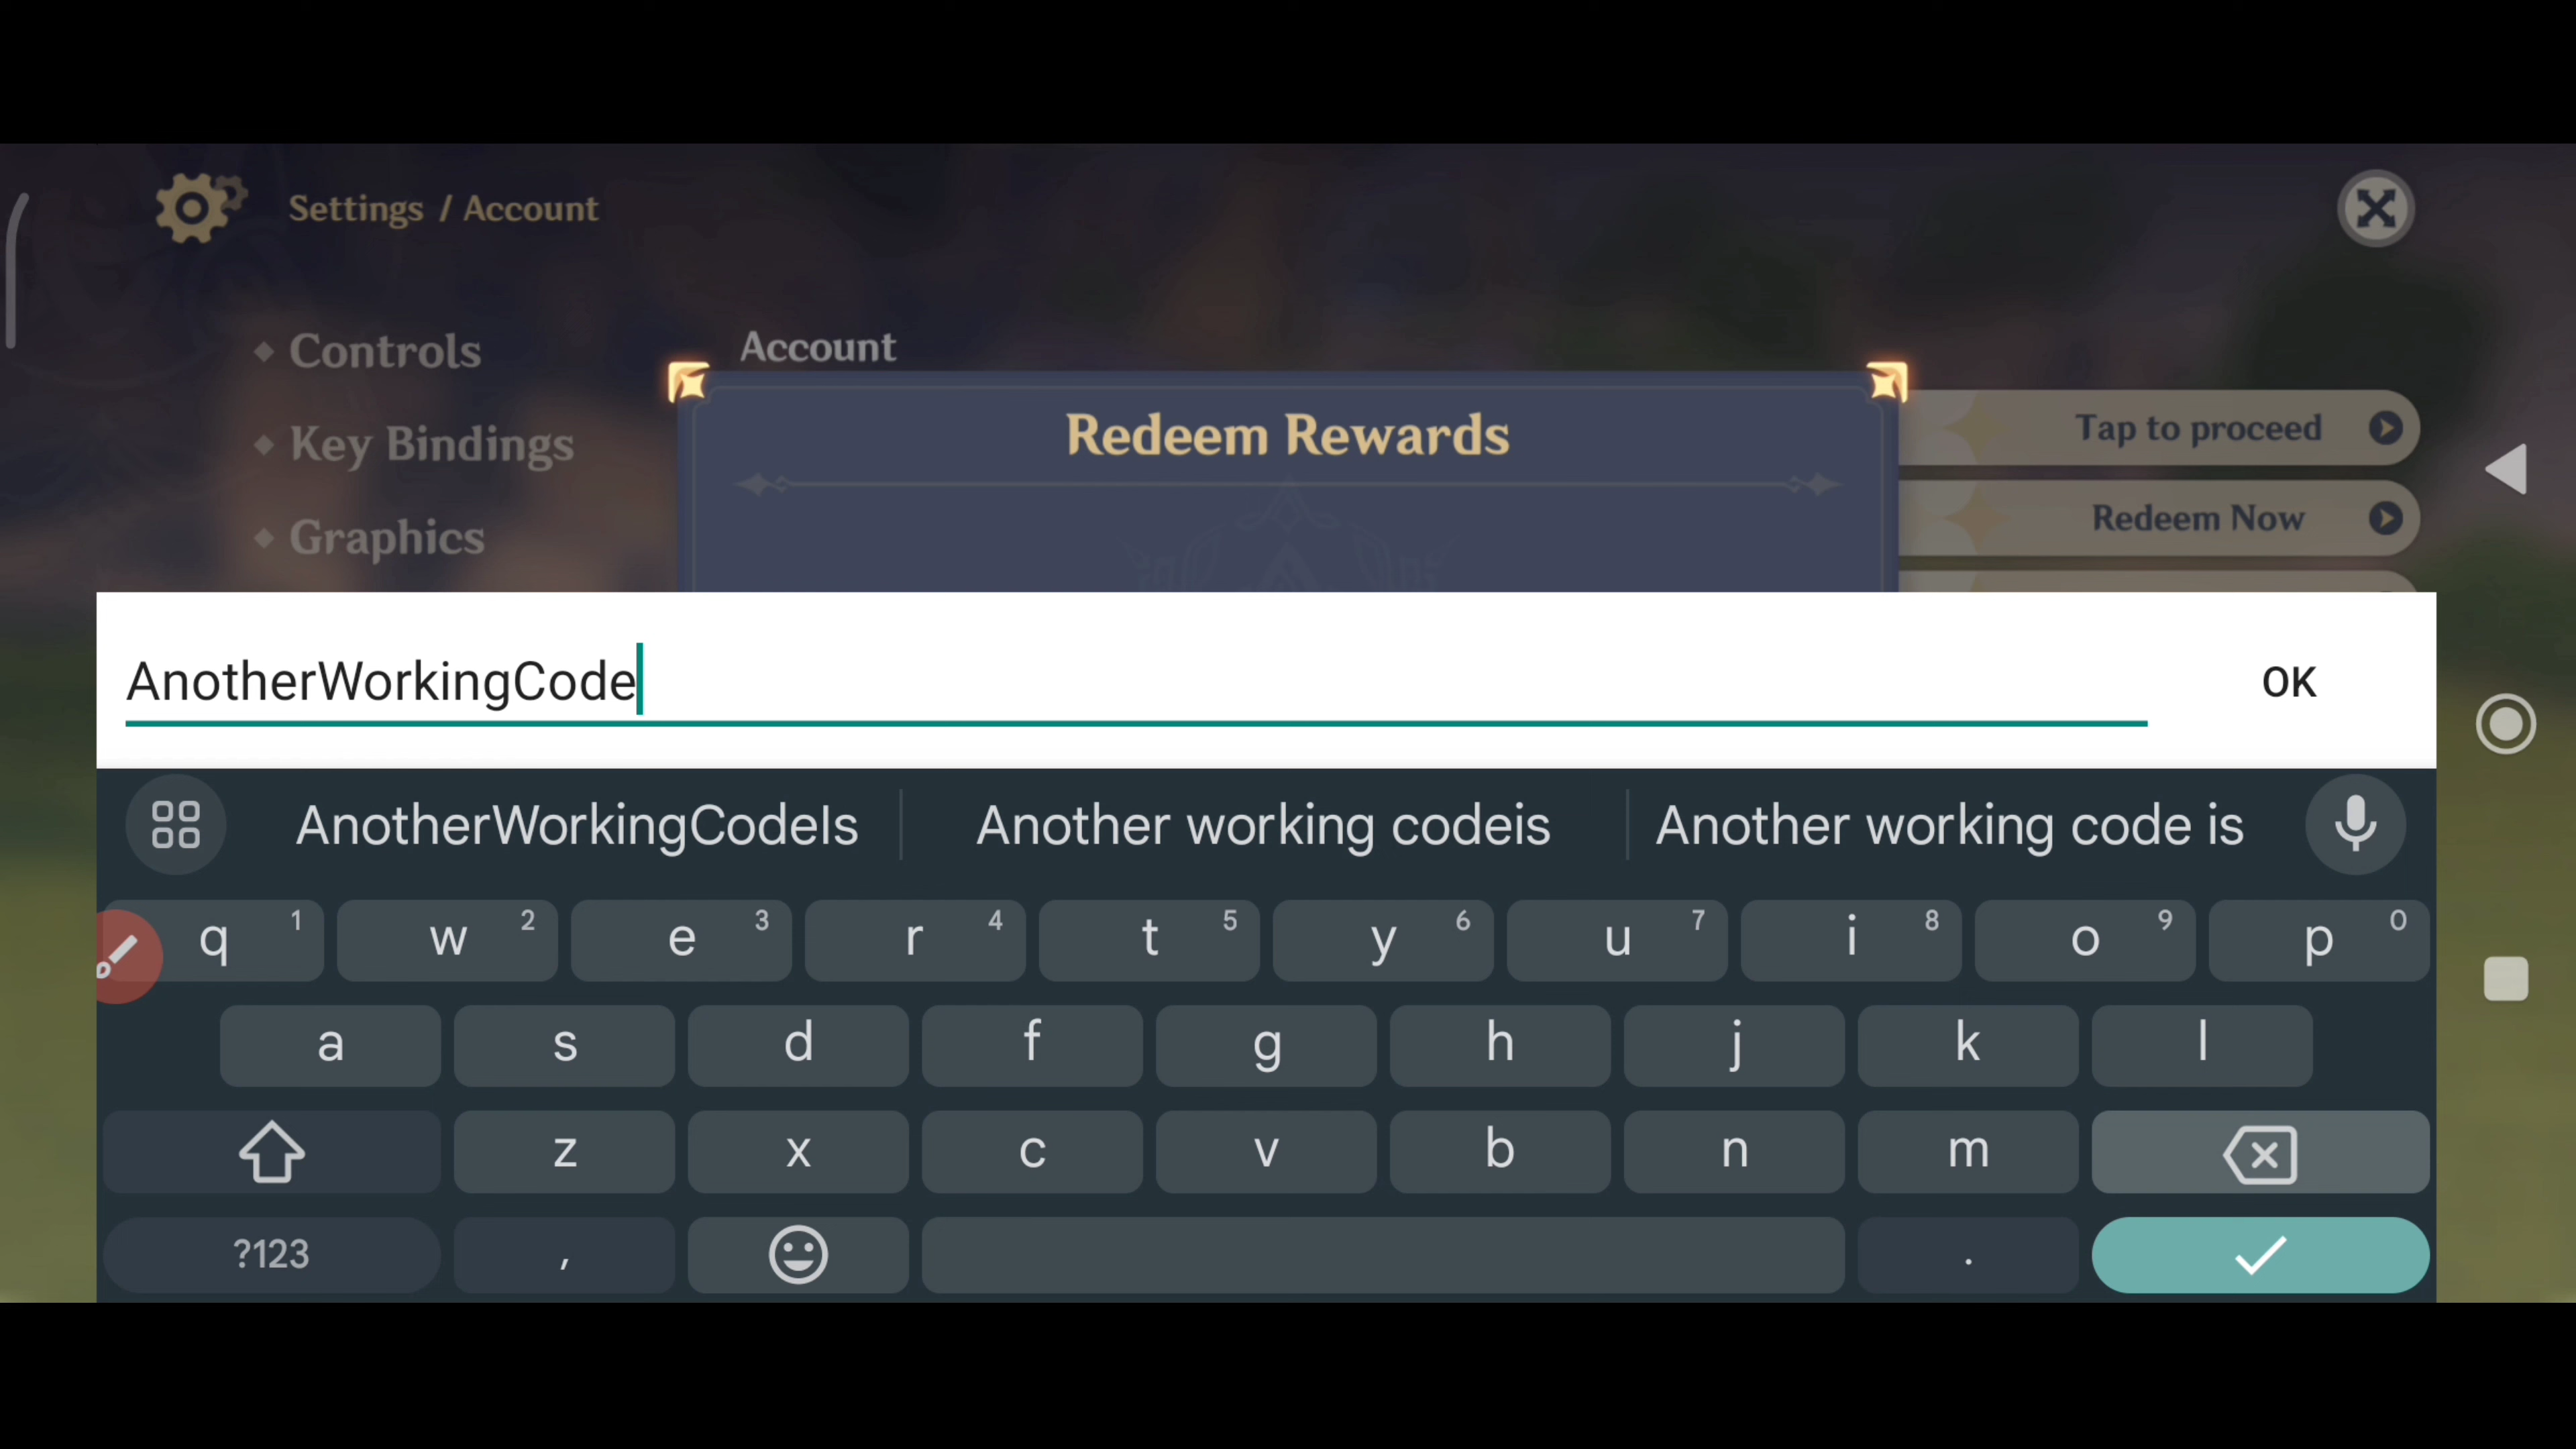 Settings / Account
Controls
Key Bindings
Graphics
Account
Redeem Rewards
Tap to proceed
Redeem Now
AnotherWorkingCode
OK
AnotherWorkingCodeIs
Another working codeis
Another working code is
q 1 w 2 e 3 r 4 t 5 y 6 u 7 i 8 o 9 p 0
a s d f g h j k l
z x c v b n m
?123 , .